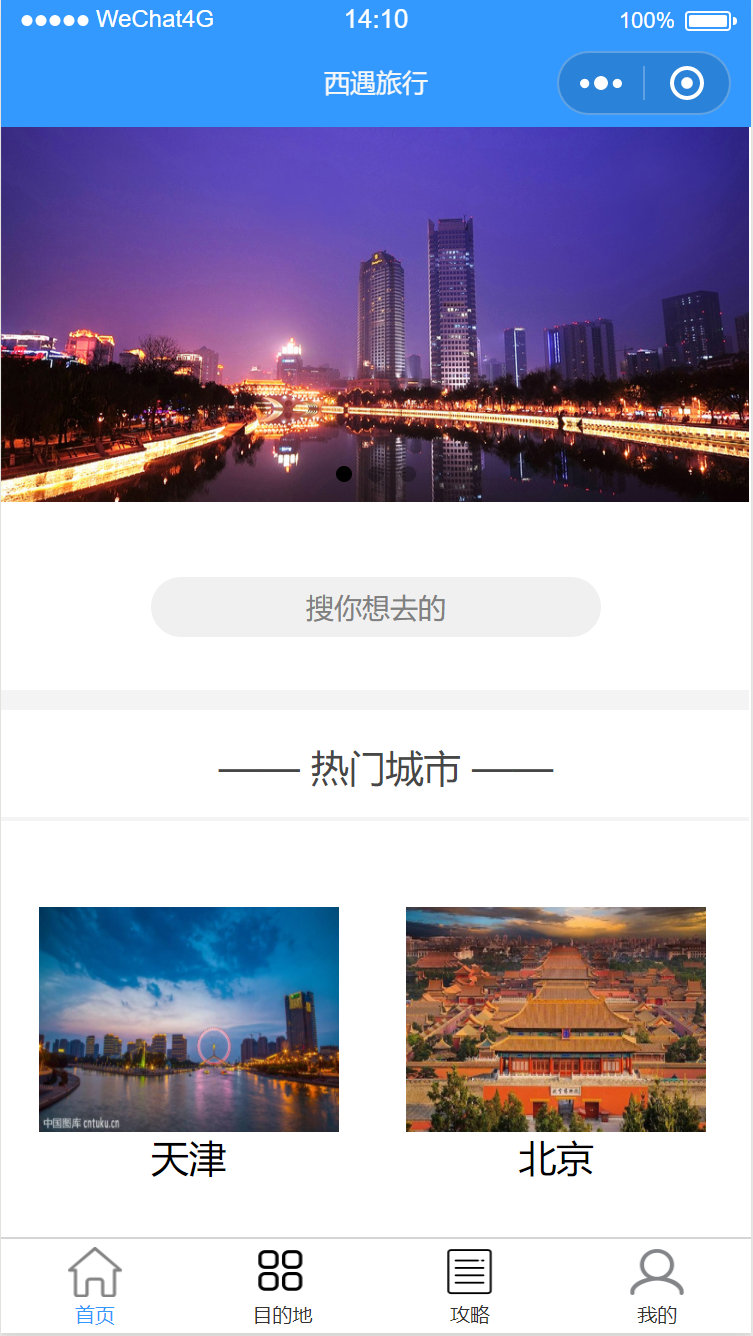 WeChat4G 14:10 100%
西遇旅行
搜你想去的
—— 热门城市 ——
中国图库 cntuku.cn
天津 北京
首页 目的地 攻略 我的